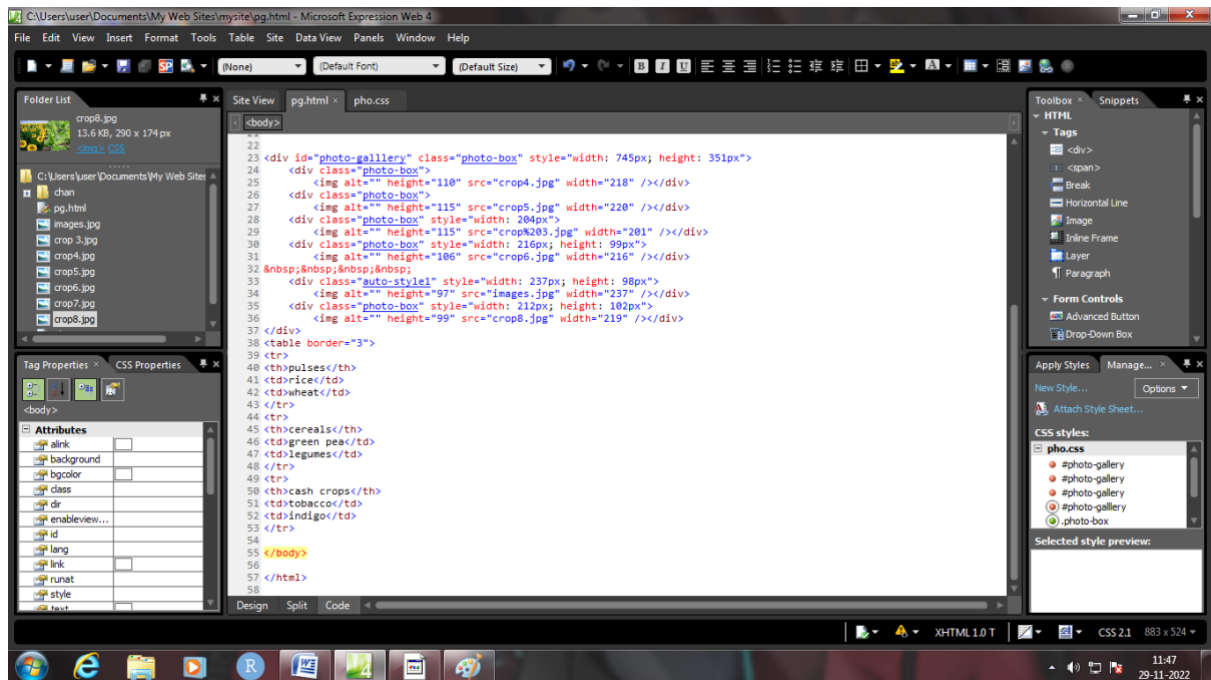 C:\Users\user\Documents\My Web Sites\mysite\pg.html - Microsoft Expression Web 4
File Edit View Insert Format Tools Table Site Data View Panels Window Help
(None) (Default Font) (Default Size)
Folder List
crop8.jpg
13.6 KB, 290 x 174 px
<img> CSS
C:\Users\user\Documents\My Web Sites
chan
pg.html
images.jpg
crop 3.jpg
crop4.jpg
crop5.jpg
crop6.jpg
crop7.jpg
crop8.jpg
Tag Properties CSS Properties
<body>
Attributes
alink
background
bgcolor
class
dir
enableview...
id
lang
link
runat
style
text
Site View pg.html pho.css
<body>
22
23 <div id="photo-galllery" class="photo-box" style="width: 745px; height: 351px">
24 <div class="photo-box">
25 <img alt="" height="110" src="crop4.jpg" width="218" /></div>
26 <div class="photo-box">
27 <img alt="" height="115" src="crop5.jpg" width="220" /></div>
28 <div class="photo-box" style="width: 204px">
29 <img alt="" height="115" src="crop%203.jpg" width="201" /></div>
30 <div class="photo-box" style="width: 216px; height: 99px">
31 <img alt="" height="106" src="crop6.jpg" width="216" /></div>
32 &nbsp;&nbsp;&nbsp;&nbsp;
33 <div class="auto-style1" style="width: 237px; height: 98px">
34 <img alt="" height="97" src="images.jpg" width="237" /></div>
35 <div class="photo-box" style="width: 212px; height: 102px">
36 <img alt="" height="99" src="crop8.jpg" width="219" /></div>
37 </div>
38 <table border="3">
39 <tr>
40 <th>pulses</th>
41 <td>rice</td>
42 <td>wheat</td>
43 </tr>
44 <tr>
45 <th>cereals</th>
46 <td>green pea</td>
47 <td>legumes</td>
48 </tr>
49 <tr>
50 <th>cash crops</th>
51 <td>tobacco</td>
52 <td>indigo</td>
53 </tr>
54
55 </body>
56
57 </html>
58
Design Split Code
Toolbox Snippets
HTML
Tags
<div>
<span>
Break
Horizontal Line
Image
Inline Frame
Layer
Paragraph
Form Controls
Advanced Button
Drop-Down Box
Apply Styles Manage...
New Style... Options
Attach Style Sheet...
CSS styles:
pho.css
#photo-gallery
#photo-gallery
#photo-gallery
#photo-gallery
.photo-box
Selected style preview:
XHTML 1.0 T CSS 2.1 883 x 524
11:47
29-11-2022